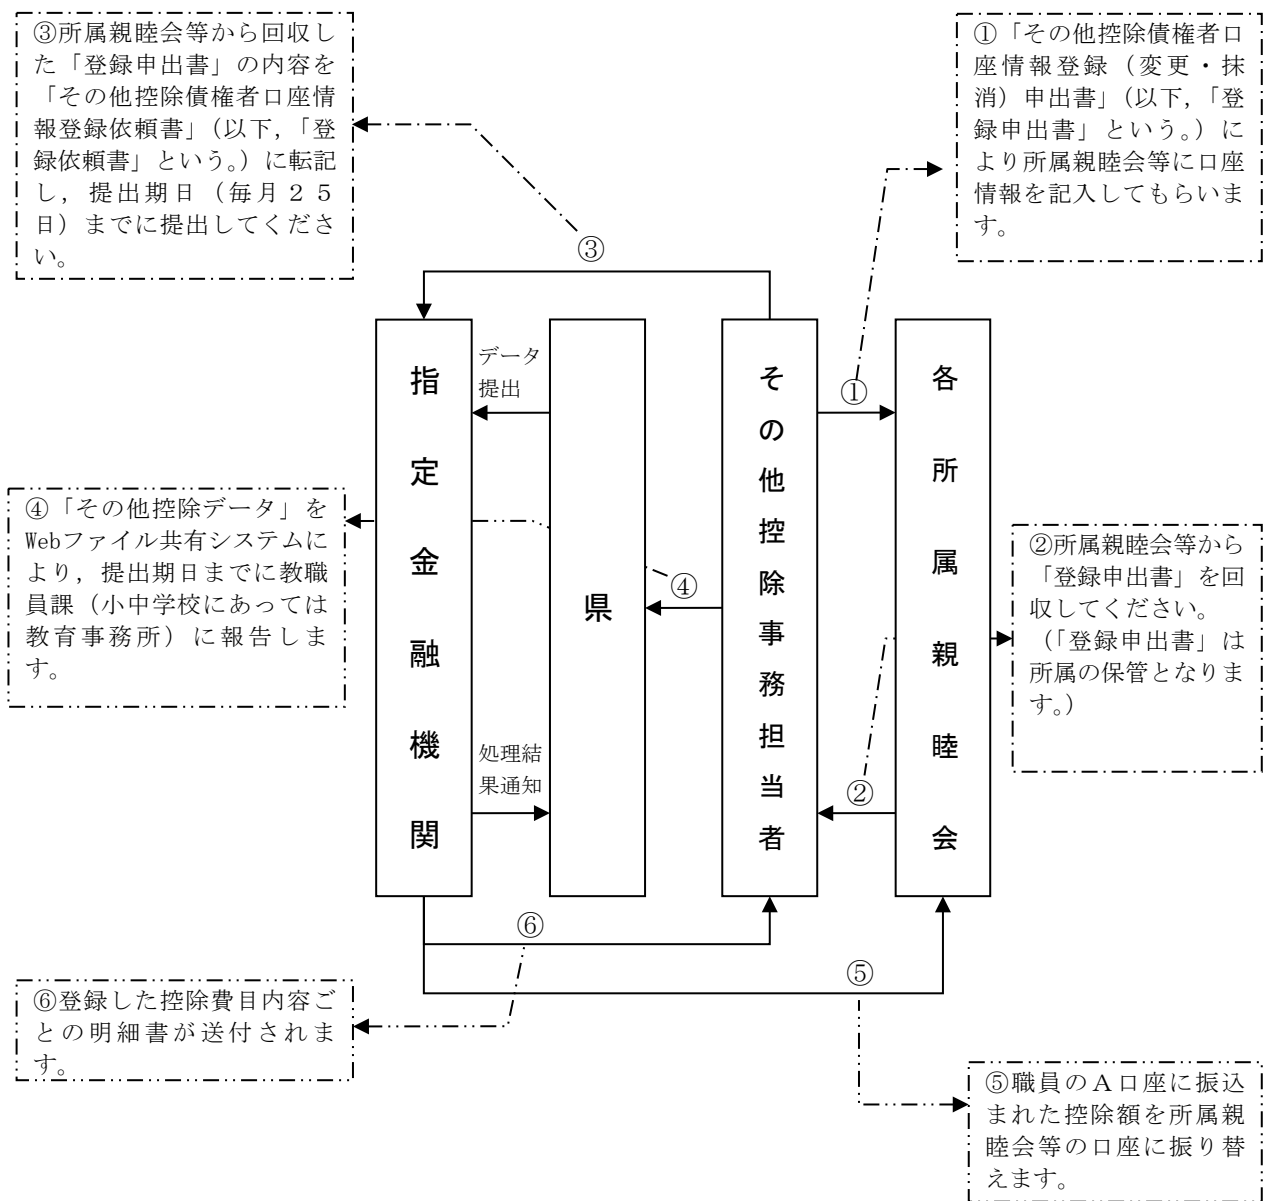 ③所属親睦会等から回収し
た「登録申出書」の内容を
「その他控除債権者口座情
報登録依頼書」（以下，「登
録依頼書」という。）に転記
し，提出期日（毎月２５
日）までに提出してくださ
い。
①「その他控除債権者口
座情報登録（変更・抹
消）申出書」（以下，「登
録申出書」という。）に
より所属親睦会等に口座
情報を記入してもらいま
す。
③
指定金融機関
データ
提出
県
その他控除事務担当者
①
各所属親睦会
④「その他控除データ」を
Webファイル共有システムに
より，提出期日までに教職
員課（小中学校にあっては
教育事務所）に報告しま
す。
④
②所属親睦会等から
「登録申出書」を回
収してください。
（「登録申出書」は
所属の保管となりま
す。）
処理結
果通知
②
⑥
⑤
⑥登録した控除費目内容ご
との明細書が送付されま
す。
⑤職員のＡ口座に振込
まれた控除額を所属親
睦会等の口座に振り替
えます。